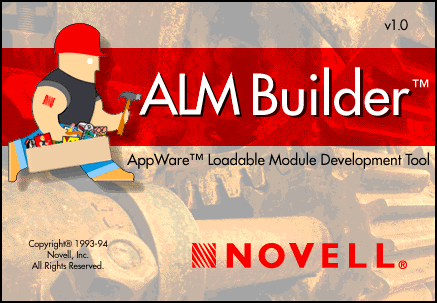 v1.0
ALM Builder™
AppWare™ Loadable Module Development Tool
Copyright® 1993-94
Novell, Inc.
All Rights Reserved.
N NOVELL®